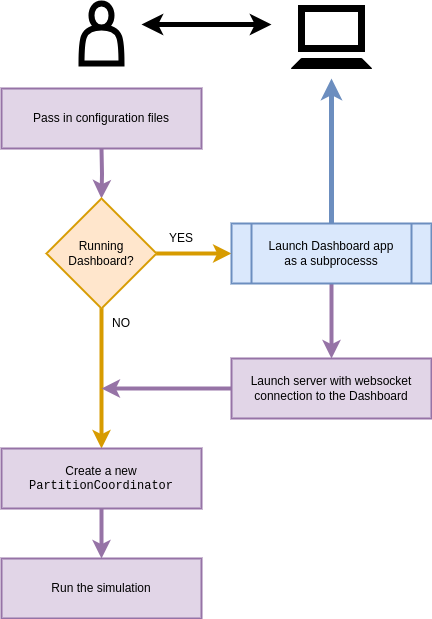 Pass in configuration files
Running
Dashboard?
YES
Launch Dashboard app
as a subprocesss
NO
Launch server with websocket
connection to the Dashboard
Create a new
PartitionCoordinator
Run the simulation